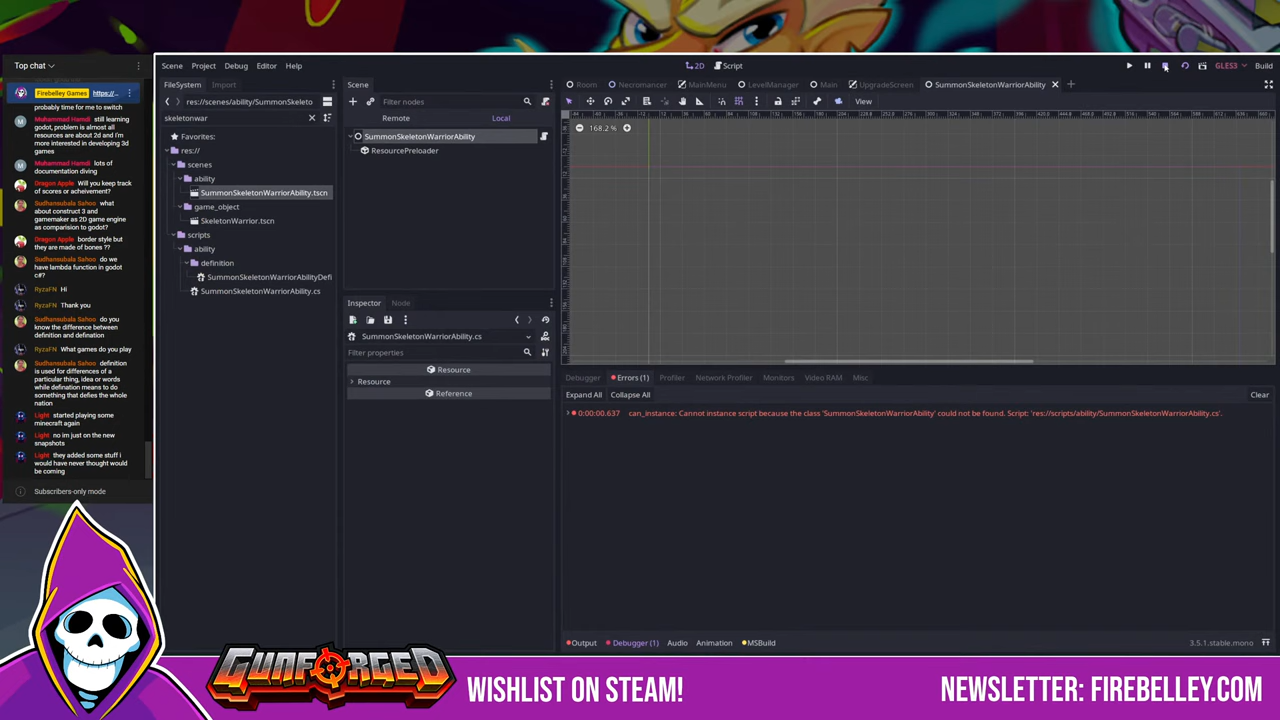 Top chat
Scene Project Debug Editor Help
2D Script
GLES3 Build
Firebelley Games https://...
probably time for me to switch
Muhammad Hamdi still learning
godot, problem is almost all
resources are about 2d and i'm
more interested in developing 3d
games
Muhammad Hamdi lots of
documentation diving
Dragon Apple Will you keep track
of scores or acheivement?
Sudhansubala Sahoo what
about construct 3 and
gamemaker as 2D game engine
as comparision to godot?
Dragon Apple border style but
they are made of bones ??
Sudhansubala Sahoo do we
have lambda function in godot
c#?
RyzaFN Hi
RyzaFN Thank you
Sudhansubala Sahoo do you
know the difference between
definition and defination
RyzaFN What games do you play
Sudhansubala Sahoo definition
is used for differences of a
particular thing, idea or words
while defination means to do
something that defines the whole
nation
Light started playing some
minecraft again
Light no im just on the new
snapshots
Light they added some stuff i
would have never thought would
be coming
Subscribers-only mode
FileSystem Import
res://scenes/ability/SummonSkeleto
skeletonwar
Favorites:
res://
scenes
ability
SummonSkeletonWarriorAbility.tscn
game_object
SkeletonWarrior.tscn
scripts
ability
definition
SummonSkeletonWarriorAbilityDefi
SummonSkeletonWarriorAbility.cs
Scene
Filter nodes
Remote Local
SummonSkeletonWarriorAbility
ResourcePreloader
Inspector Node
SummonSkeletonWarriorAbility.cs
Filter properties
Resource
Resource
Reference
Room Necromancer MainMenu LevelManager Main UpgradeScreen SummonSkeletonWarriorAbility
View
168.2 %
Debugger Errors (1) Profiler Network Profiler Monitors Video RAM Misc
Expand All Collapse All Clear
0:00:00.637 can_instance: Cannot instance script because the class 'SummonSkeletonWarriorAbility' could not be found. Script: 'res://scripts/ability/SummonSkeletonWarriorAbility.cs'.
Output Debugger (1) Audio Animation MSBuild 3.5.1.stable.mono
GUNFORGED
WISHLIST ON STEAM!
NEWSLETTER: FIREBELLEY.COM